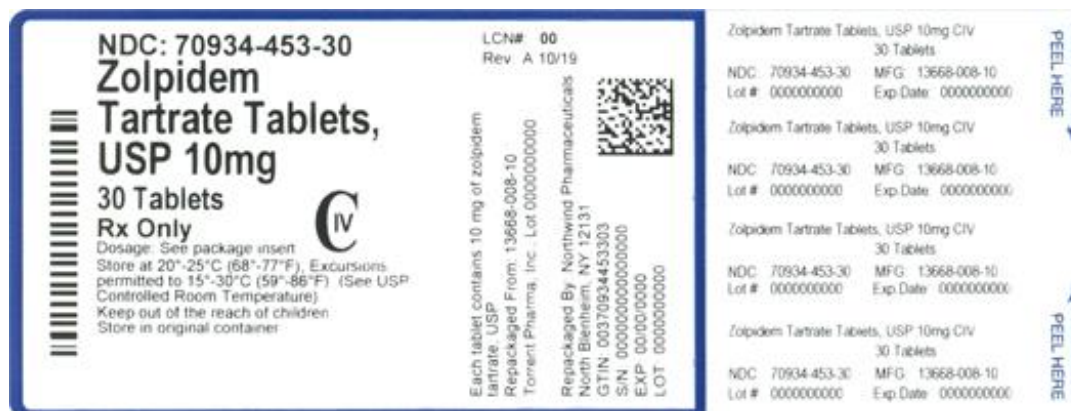 NDC: 70934-453-30
Zolpidem
Tartrate Tablets,
USP 10mg
30 Tablets
Rx Only
CIV
Dosage: See package insert
Store at 20°-25°C (68°-77°F), Excursions
permitted to 15°-30°C (59°-86°F) (See USP
Controlled Room Temperature)
Keep out of the reach of children
Store in original container
LCN# 00
Rev A 10/19
Each tablet contains 10 mg of zolpidem
tartrate, USP
Repackaged From: 13668-008-10
Torrent Pharma, Inc. Lot 0000000000
Repackaged By Northwind Pharmaceuticals
North Blenheim, NY 12131
GTIN: 00370934453303
S/N
EXP 00/00/0000
LOT 0000000000
Zolpidem Tartrate Tablets, USP 10mg CIV
30 Tablets
NDC 70934-453-30 MFG 13668-008-10
Lot # 0000000000 Exp.Date 0000000000
Zolpidem Tartrate Tablets, USP 10mg CIV
30 Tablets
NDC 70934-453-30 MFG 13668-008-10
Lot # 0000000000 Exp.Date 0000000000
Zolpidem Tartrate Tablets, USP 10mg CIV
30 Tablets
NDC 70934-453-30 MFG 13668-008-10
Lot # 0000000000 Exp.Date 0000000000
Zolpidem Tartrate Tablets, USP 10mg CIV
30 Tablets
NDC 70934-453-30 MFG 13668-008-10
Lot # 0000000000 Exp.Date 0000000000
PEEL HERE
PEEL HERE